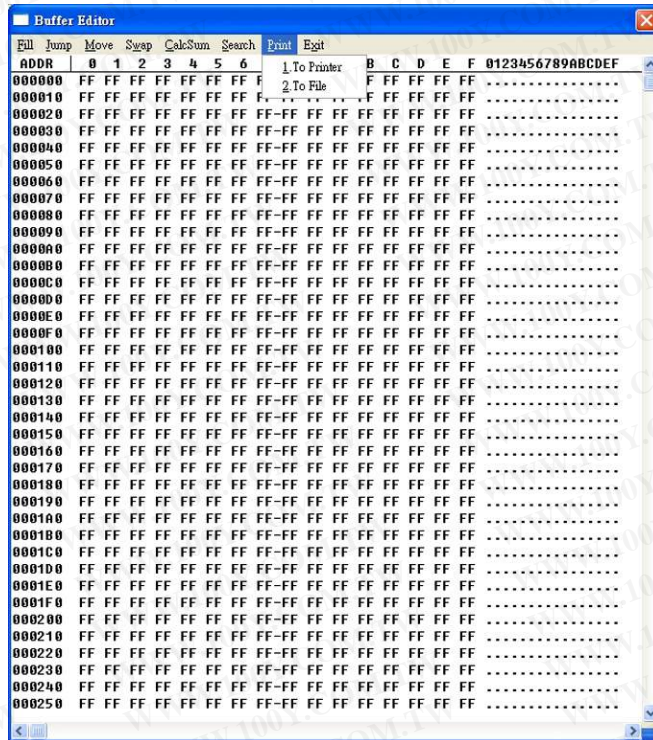 Buffer Editor
Fill Jump Move Swap CalcSum Search Print Exit
ADDR | 0 1 2 3 4 5 6 B C D E F 0123456789ABCDEF
1.To Printer
2.To File
000000 FF FF FF FF FF FF FF F FF FF FF FF FF ................
000010 FF FF FF FF FF FF FF F FF FF FF FF FF ................
000020 FF FF FF FF FF FF FF FF-FF FF FF FF FF FF FF FF ................
000030 FF FF FF FF FF FF FF FF-FF FF FF FF FF FF FF FF ................
000040 FF FF FF FF FF FF FF FF-FF FF FF FF FF FF FF FF ................
000050 FF FF FF FF FF FF FF FF-FF FF FF FF FF FF FF FF ................
000060 FF FF FF FF FF FF FF FF-FF FF FF FF FF FF FF FF ................
000070 FF FF FF FF FF FF FF FF-FF FF FF FF FF FF FF FF ................
000080 FF FF FF FF FF FF FF FF-FF FF FF FF FF FF FF FF ................
000090 FF FF FF FF FF FF FF FF-FF FF FF FF FF FF FF FF ................
0000A0 FF FF FF FF FF FF FF FF-FF FF FF FF FF FF FF FF ................
0000B0 FF FF FF FF FF FF FF FF-FF FF FF FF FF FF FF FF ................
0000C0 FF FF FF FF FF FF FF FF-FF FF FF FF FF FF FF FF ................
0000D0 FF FF FF FF FF FF FF FF-FF FF FF FF FF FF FF FF ................
0000E0 FF FF FF FF FF FF FF FF-FF FF FF FF FF FF FF FF ................
0000F0 FF FF FF FF FF FF FF FF-FF FF FF FF FF FF FF FF ................
000100 FF FF FF FF FF FF FF FF-FF FF FF FF FF FF FF FF ................
000110 FF FF FF FF FF FF FF FF-FF FF FF FF FF FF FF FF ................
000120 FF FF FF FF FF FF FF FF-FF FF FF FF FF FF FF FF ................
000130 FF FF FF FF FF FF FF FF-FF FF FF FF FF FF FF FF ................
000140 FF FF FF FF FF FF FF FF-FF FF FF FF FF FF FF FF ................
000150 FF FF FF FF FF FF FF FF-FF FF FF FF FF FF FF FF ................
000160 FF FF FF FF FF FF FF FF-FF FF FF FF FF FF FF FF ................
000170 FF FF FF FF FF FF FF FF-FF FF FF FF FF FF FF FF ................
000180 FF FF FF FF FF FF FF FF-FF FF FF FF FF FF FF FF ................
000190 FF FF FF FF FF FF FF FF-FF FF FF FF FF FF FF FF ................
0001A0 FF FF FF FF FF FF FF FF-FF FF FF FF FF FF FF FF ................
0001B0 FF FF FF FF FF FF FF FF-FF FF FF FF FF FF FF FF ................
0001C0 FF FF FF FF FF FF FF FF-FF FF FF FF FF FF FF FF ................
0001D0 FF FF FF FF FF FF FF FF-FF FF FF FF FF FF FF FF ................
0001E0 FF FF FF FF FF FF FF FF-FF FF FF FF FF FF FF FF ................
0001F0 FF FF FF FF FF FF FF FF-FF FF FF FF FF FF FF FF ................
000200 FF FF FF FF FF FF FF FF-FF FF FF FF FF FF FF FF ................
000210 FF FF FF FF FF FF FF FF-FF FF FF FF FF FF FF FF ................
000220 FF FF FF FF FF FF FF FF-FF FF FF FF FF FF FF FF ................
000230 FF FF FF FF FF FF FF FF-FF FF FF FF FF FF FF FF ................
000240 FF FF FF FF FF FF FF FF-FF FF FF FF FF FF FF FF ................
000250 FF FF FF FF FF FF FF FF-FF FF FF FF FF FF FF FF ................
WWW.100Y.COM.TW